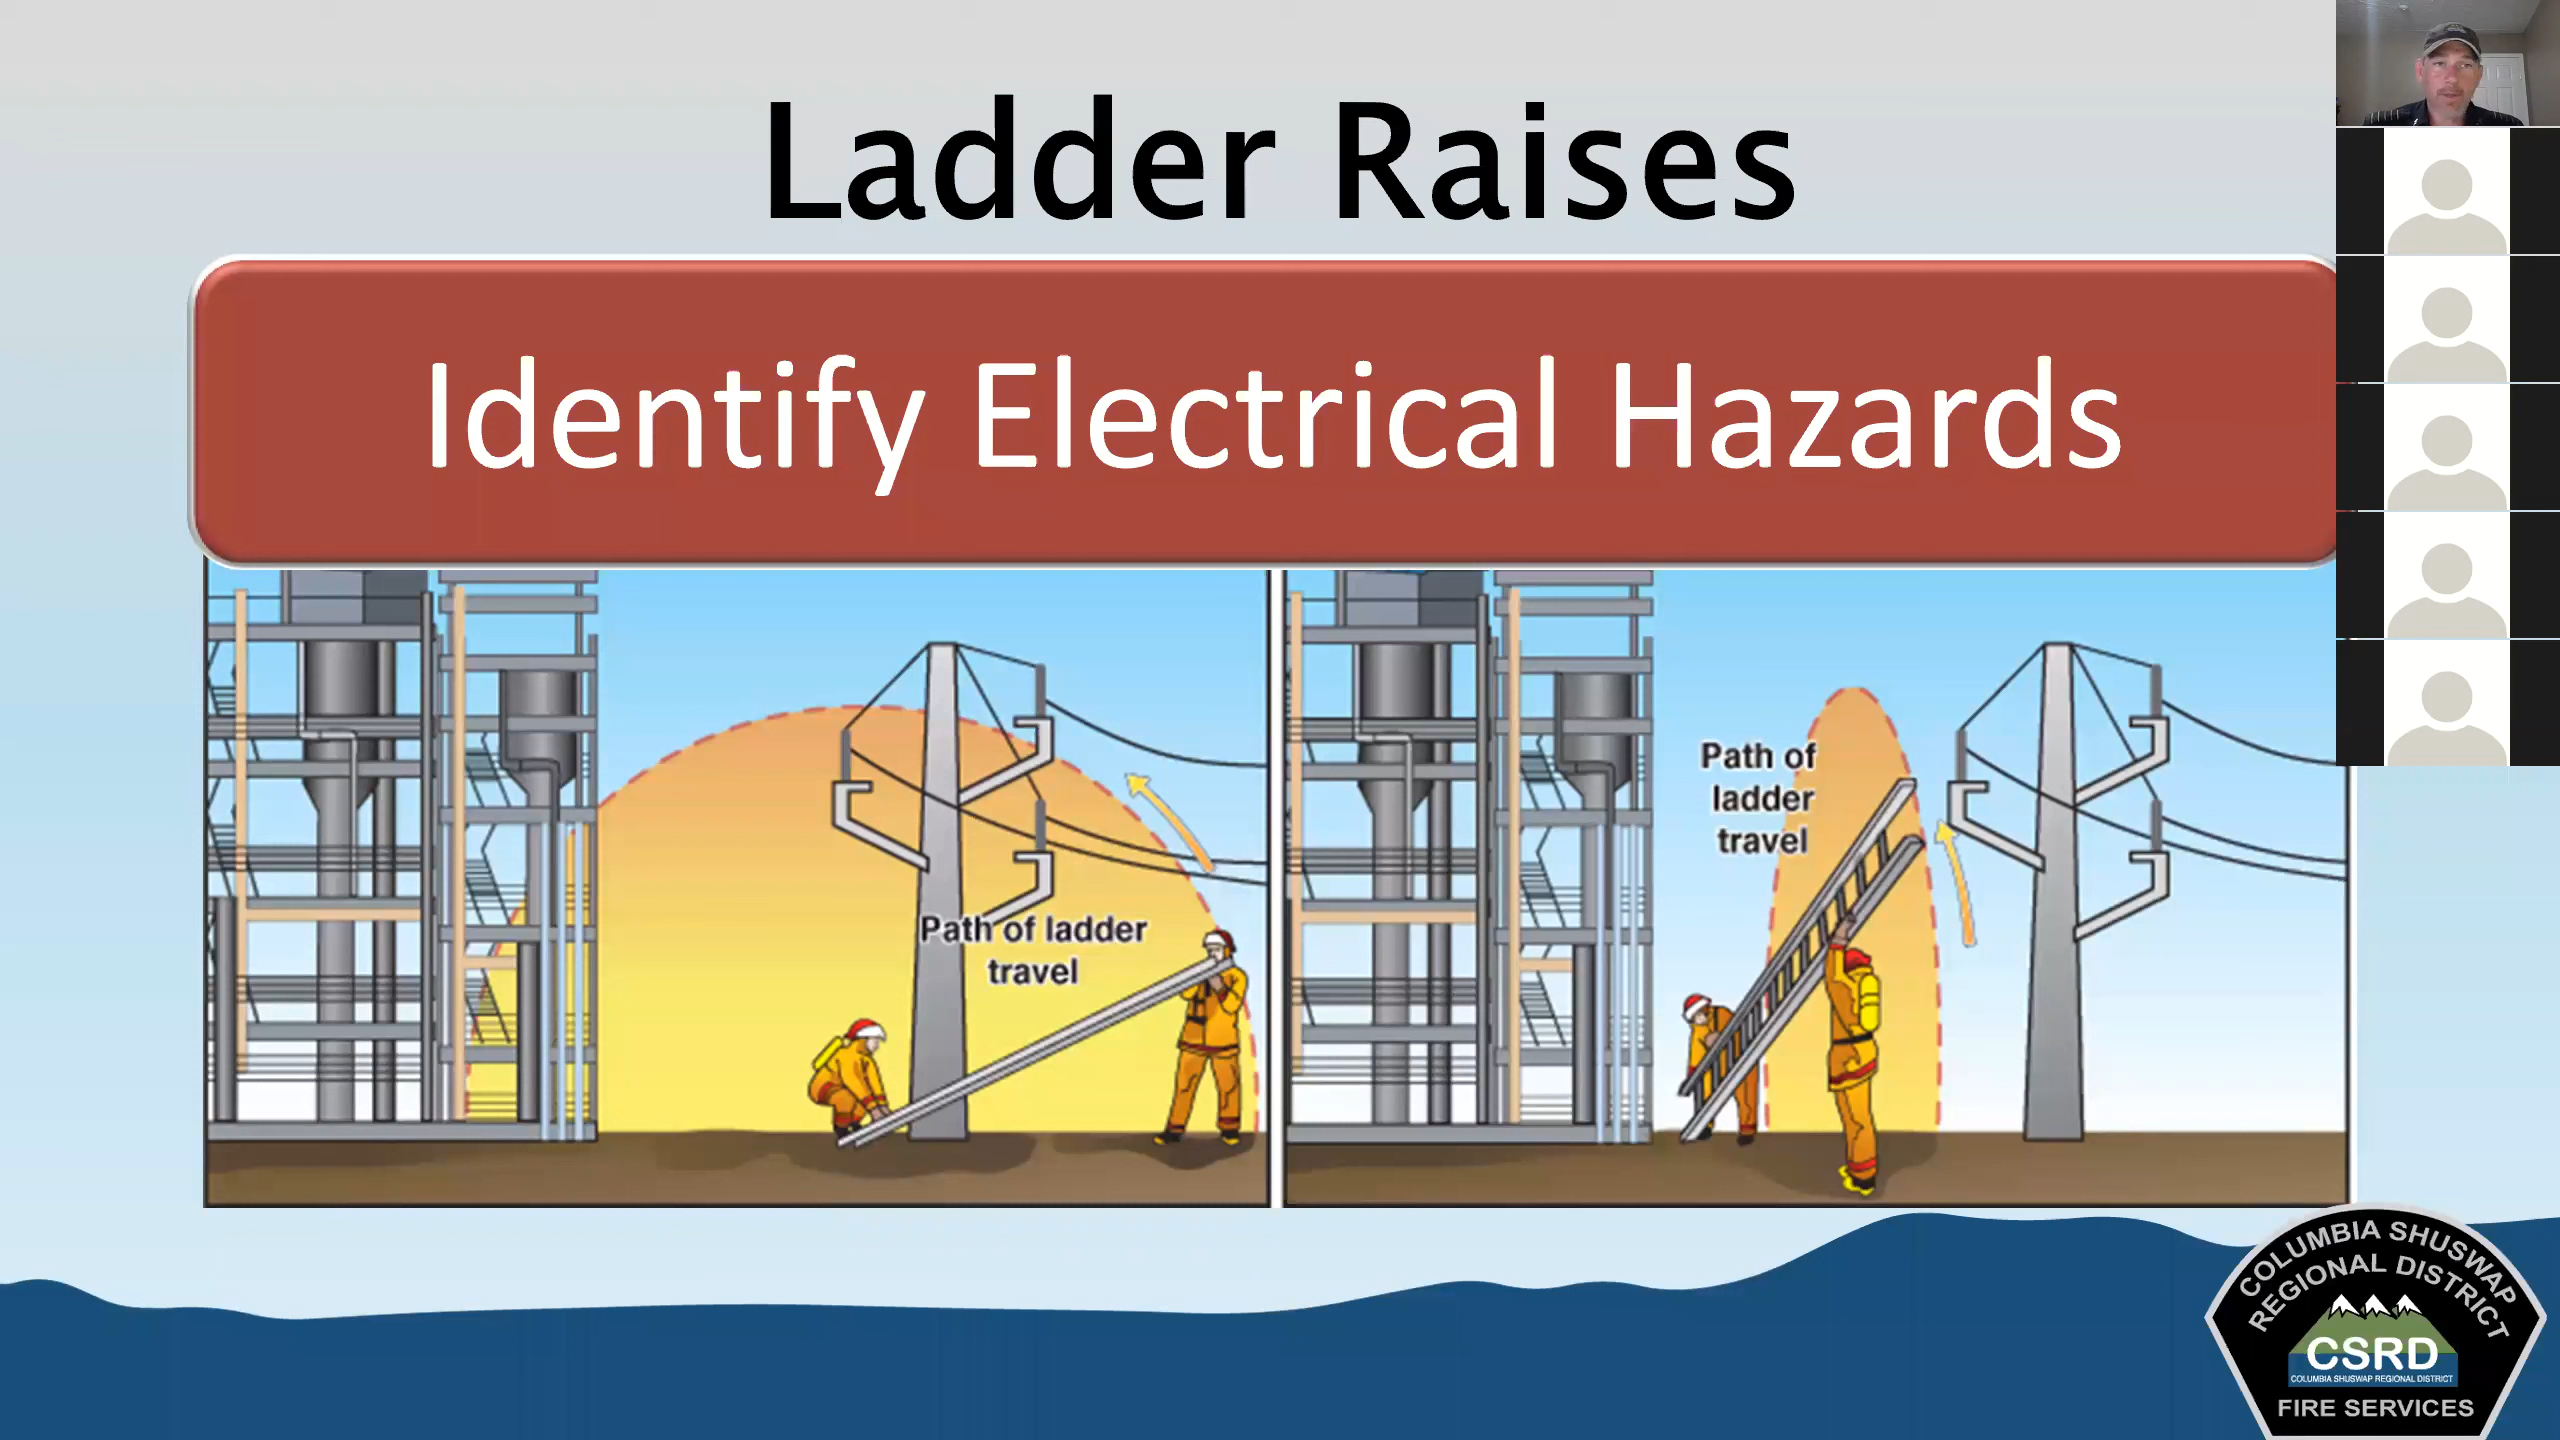 Ladder Raises
Identify Electrical Hazards
Path of ladder
travel
Path of
ladder
travel
COLUMBIA SHUSWAP
REGIONAL DISTRICT
CSRD
COLUMBIA SHUSWAP REGIONAL DISTRICT
FIRE SERVICES